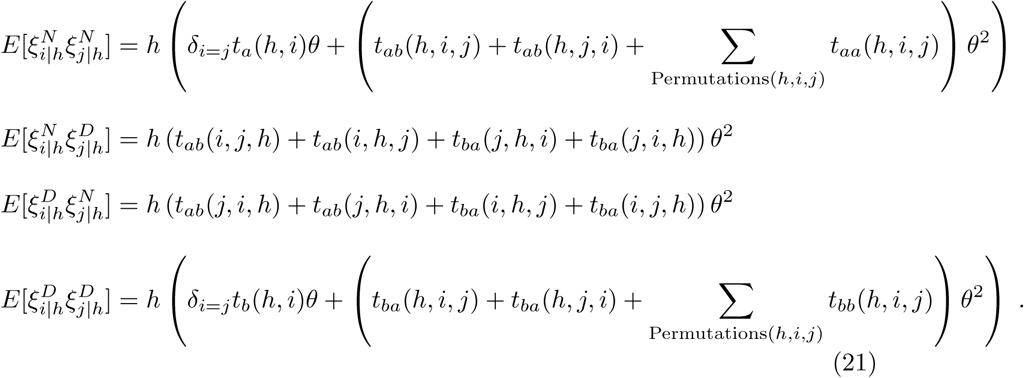 E[ξ^N_{i|h} ξ^N_{j|h}] = h ( δ_{i=j} t_a(h, i)θ + ( t_{ab}(h, i, j) + t_{ab}(h, j, i) + ∑_{Permutations(h,i,j)} t_{aa}(h, i, j) ) θ^2 )
E[ξ^N_{i|h} ξ^D_{j|h}] = h (t_{ab}(i, j, h) + t_{ab}(i, h, j) + t_{ba}(j, h, i) + t_{ba}(j, i, h)) θ^2
E[ξ^D_{i|h} ξ^N_{j|h}] = h (t_{ab}(j, i, h) + t_{ab}(j, h, i) + t_{ba}(i, h, j) + t_{ba}(i, j, h)) θ^2
E[ξ^D_{i|h} ξ^D_{j|h}] = h ( δ_{i=j} t_b(h, i)θ + ( t_{ba}(h, i, j) + t_{ba}(h, j, i) + ∑_{Permutations(h,i,j)} t_{bb}(h, i, j) ) θ^2 ) .
(21)